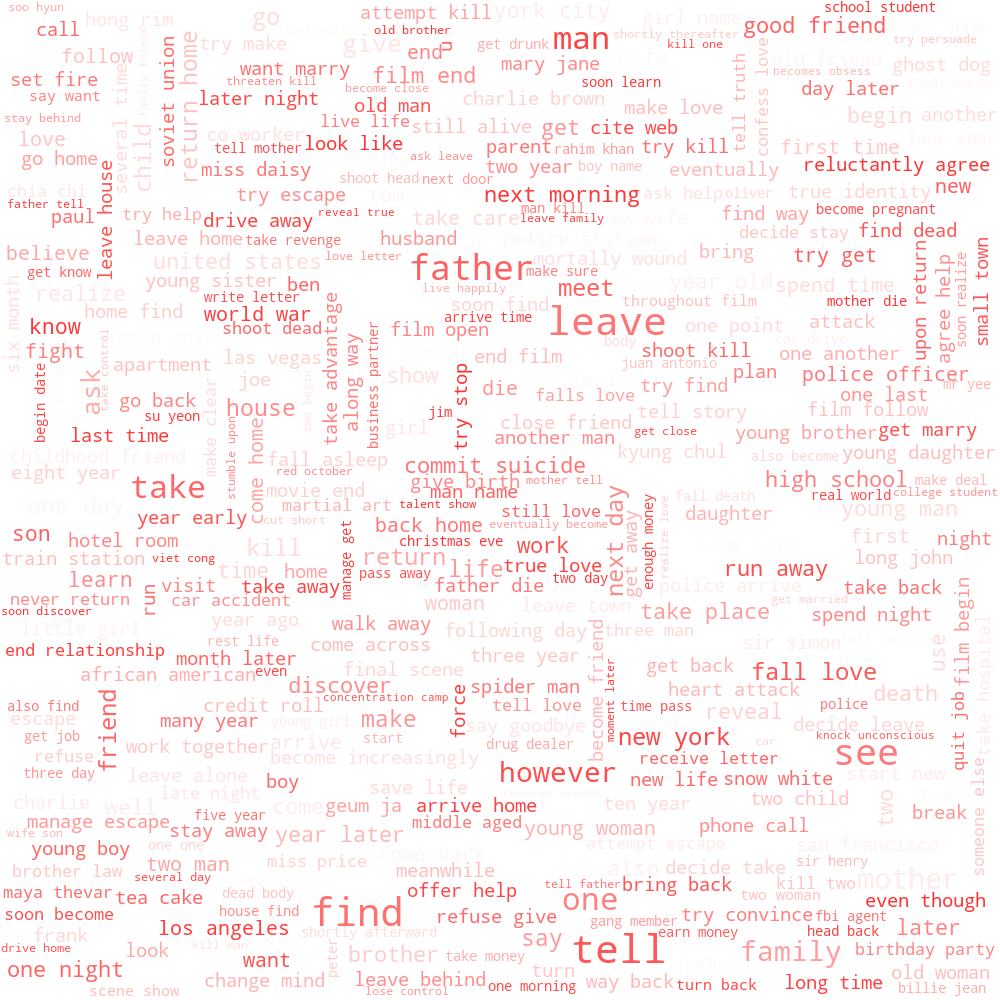 soo hyun
school student
attempt kill
york city
girl name
call
hong rim
go
old brother
shortly thereafter
good friend
try make
give
end
u
get drunk
man
kill one
try persuade
follow
want marry
film end
mary jane
old friend
ghost dog
set fire
threaten kill
become close
soon learn
becomes obsess
say want
later night
old man
charlie brown
make love
day later
stay behind
live life
still alive
get
cite web
begin
another
love
co worker
look like
parent
rahim khan
try kill
first time
four year
go home
tell mother
ask leave
two year
boy name
eventually
reluctantly agree
miss daisy
shoot head
next door
chia chi
try escape
tom
next morning
ask help
oliver
true identity
new
father tell
paul
try help
drive away
reveal true
man kill
leave family
take care
ex wife
find way
become pregnant
believe
leave home
take revenge
husband
police station
decide stay
find dead
get know
united states
love letter
mortally wound
bring
try get
young sister
ben
father
make sure
meet
year old
spend time
realize
write letter
live happily
soon find
throughout film
mother die
home find
world war
arrive time
leave
one point
attack
know
shoot dead
film open
fight
make way
las vegas
murder
end film
body
shoot kill
car drive
one another
apartment
joe
show
die
juan antonio
plan
police officer
mr yee
go back
house
falls love
try find
one last
su yeon
jim
girl
close friend
tell story
film follow
last time
another man
get close
young brother
get marry
childhood friend
fall asleep
commit suicide
kyung chul
also become
young daughter
eight year
red october
give birth
mother tell
high school
make deal
take
movie end
man name
real world
college student
one day
martial art
talent show
still love
fall death
young man
year early
cut short
back home
eventually become
daughter
hotel room
christmas eve
first
night
train station
viet cong
kill
return
work
time later
long john
learn
time
home
life
true love
run away
never return
visit
take away
pass away
father die
two day
police arrive
take back
soon discover
car accident
woman
leave town
take place
get married
spend night
little girl
year ago
walk away
following day
three man
end relationship
rest life
come across
sir simon
month later
even
final scene
three year
get back
fall love
african american
discover
concentration camp
spider man
heart attack
death
also find
credit roll
tell love
time pass
reveal
police
escape
many year
young girl
make
say goodbye
decide leave
get job
start
new york
knock unconscious
refuse
work together
arrive
drug dealer
car
see
three day
become increasingly
however
receive letter
leave alone
boy
save life
new life
snow white
start new
charlie
late night
revolve around
well
come
geum ja
arrive home
ten year
two child
two
break
manage escape
five year
middle aged
wife son
stay away
year later
young woman
phone call
young boy
one one
attempt escape
san francisco
brother law
two man
miss price
come back
meanwhile
also
decide take
sir henry
several day
tell father
bring back
kill two
mother
maya thevar
tea cake
dead body
offer help
one
two woman
even though
soon become
house find
find
refuse give
gang member
try convince
fbi agent
los angeles
earn money
head back
later
frank
shortly afterward
say
drive home
kill man
tell
family
birthday party
look
want
brother
take money
help
one night
turn
old woman
change mind
leave behind
one morning
way back
turn back
long time
scene show
lose control
billie jean
several time
family friend
child
soviet union
return home
tell truth
confess love
leave house
six month
begin date
ask
take control
make clear
stumble upon
two begin
come home
take advantage
along way
business partner
try stop
upon return
agree help
soon realize
small town
manage get
next day
get away
enough money
realize love
run
friend
force
become friend
moment later
use
film begin
quit job
take hospital
someone else
peter